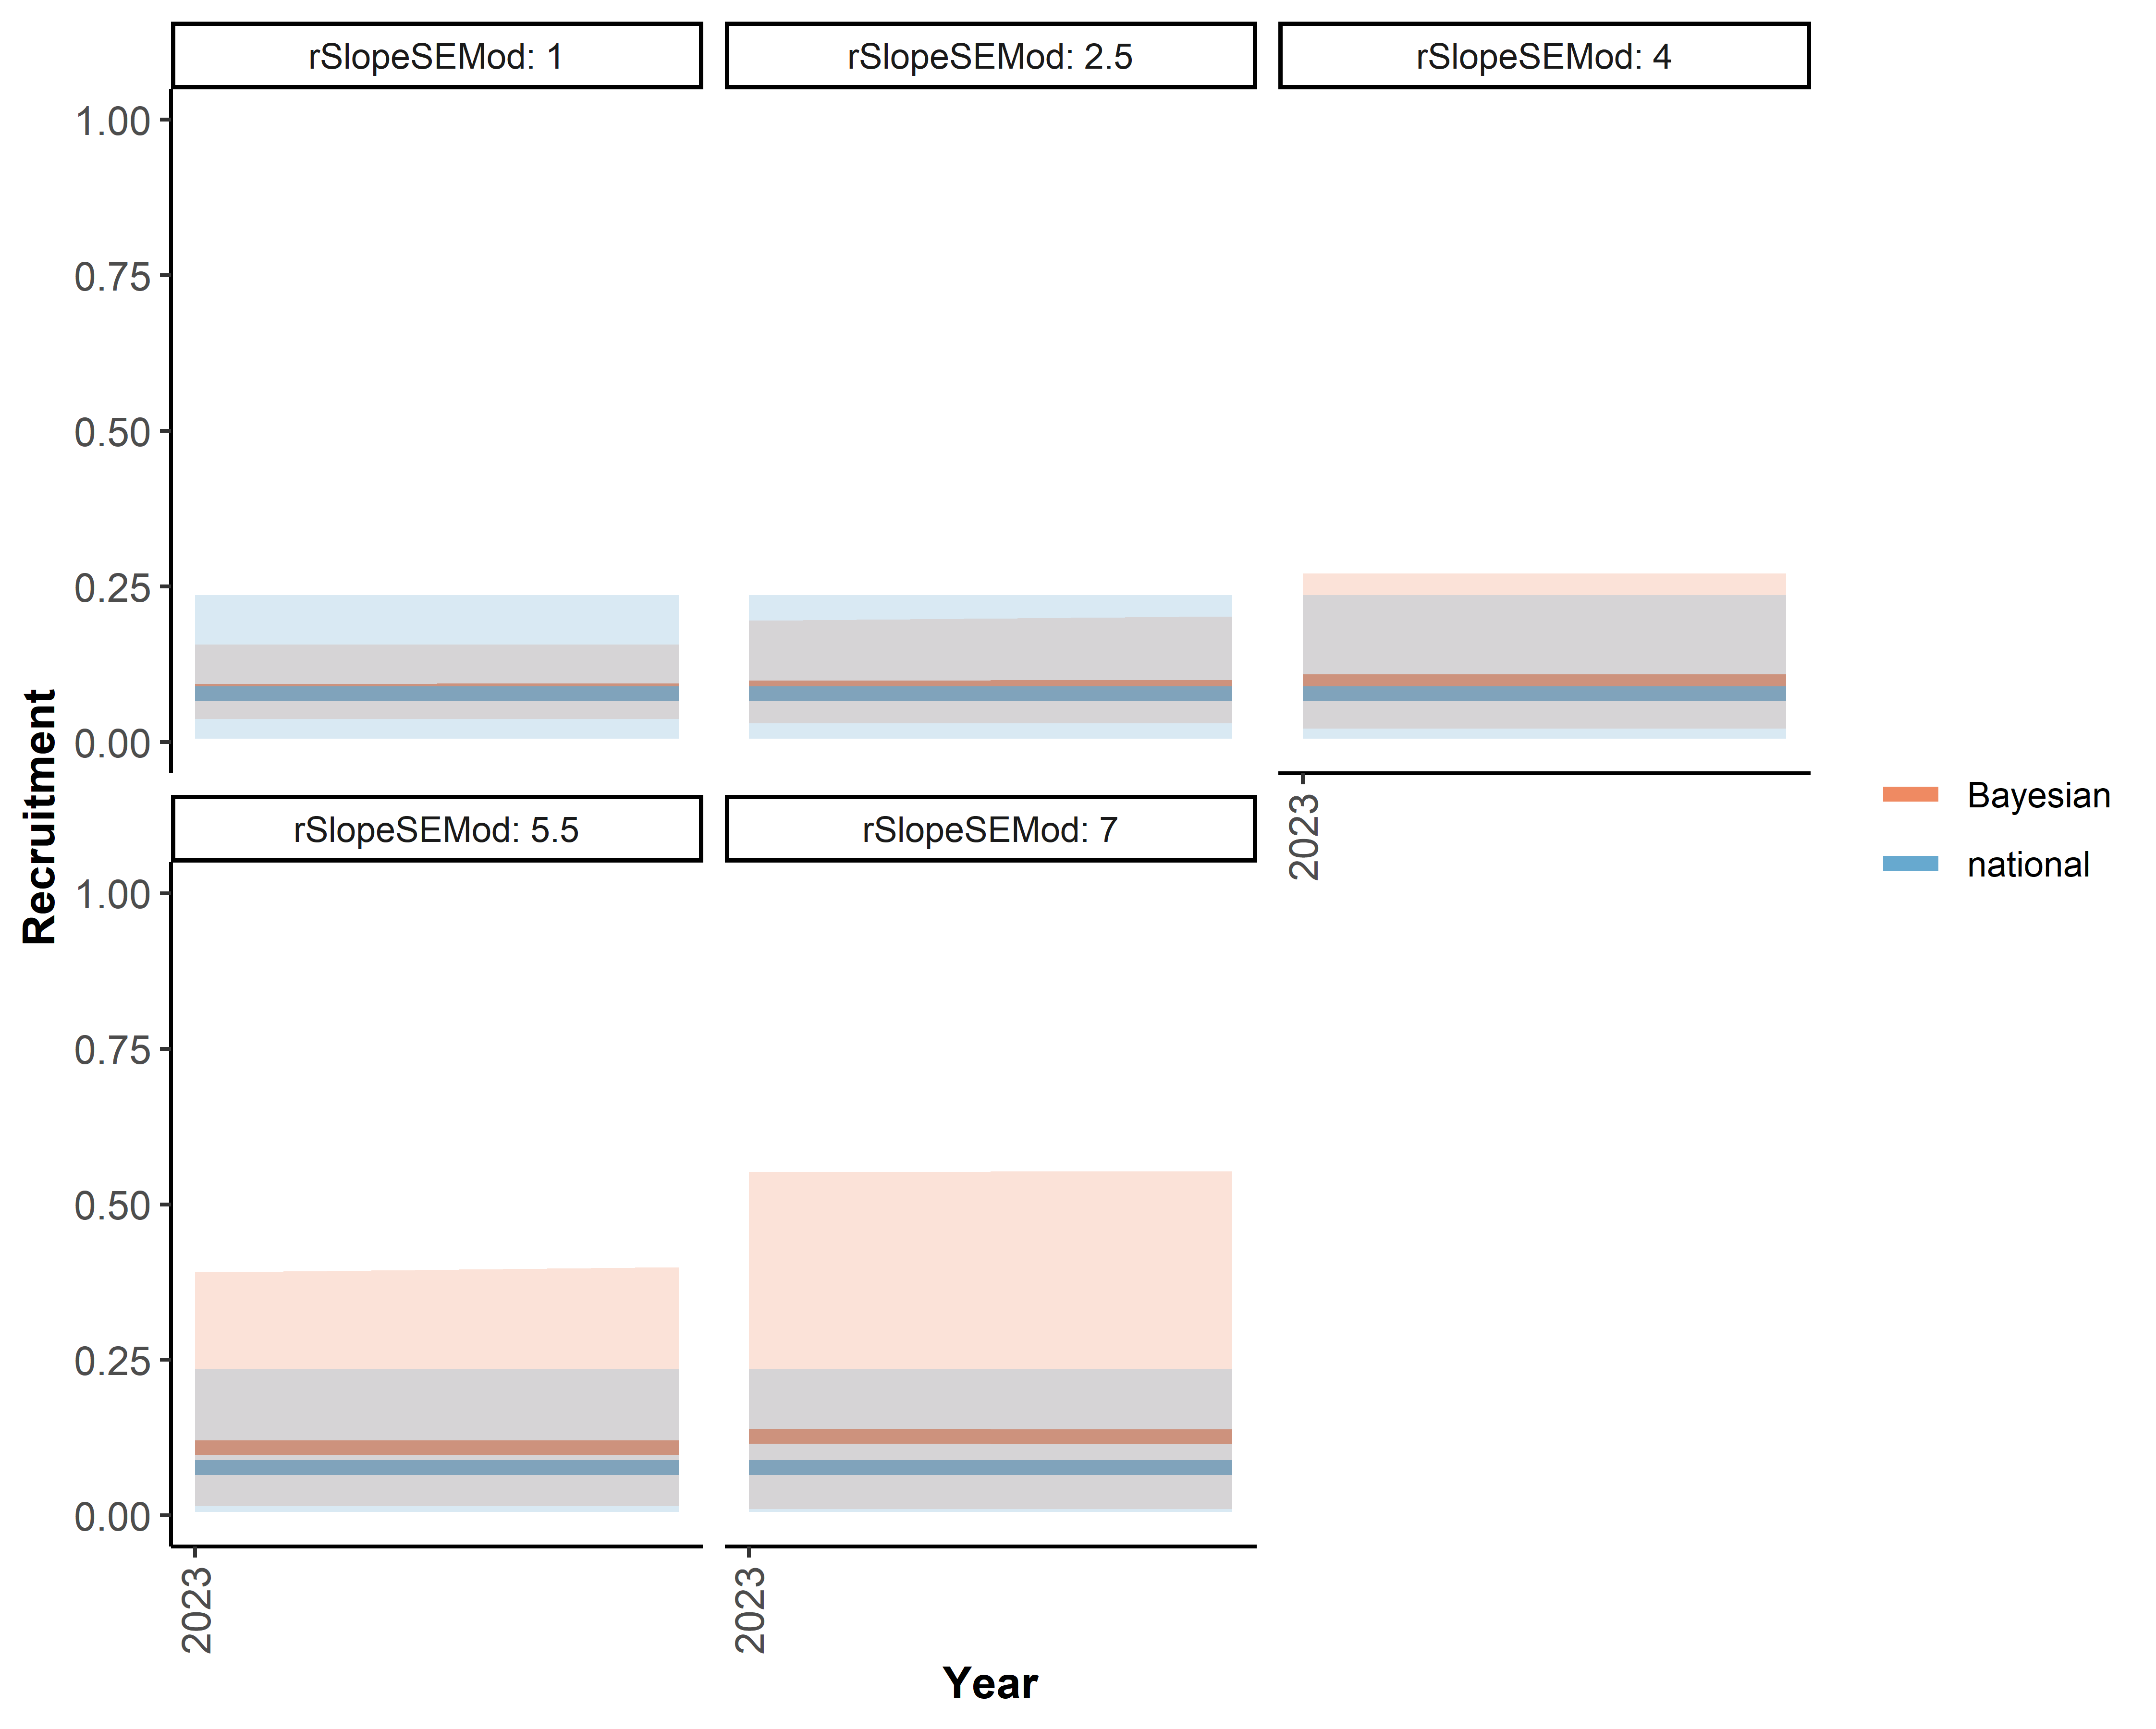 rSlopeSEMod: 1
rSlopeSEMod: 2.5
rSlopeSEMod: 4
1.00
0.75
0.50
0.25
0.00
2023
Recruitment
Bayesian
national
rSlopeSEMod: 5.5
rSlopeSEMod: 7
1.00
0.75
0.50
0.25
0.00
2023
2023
Year